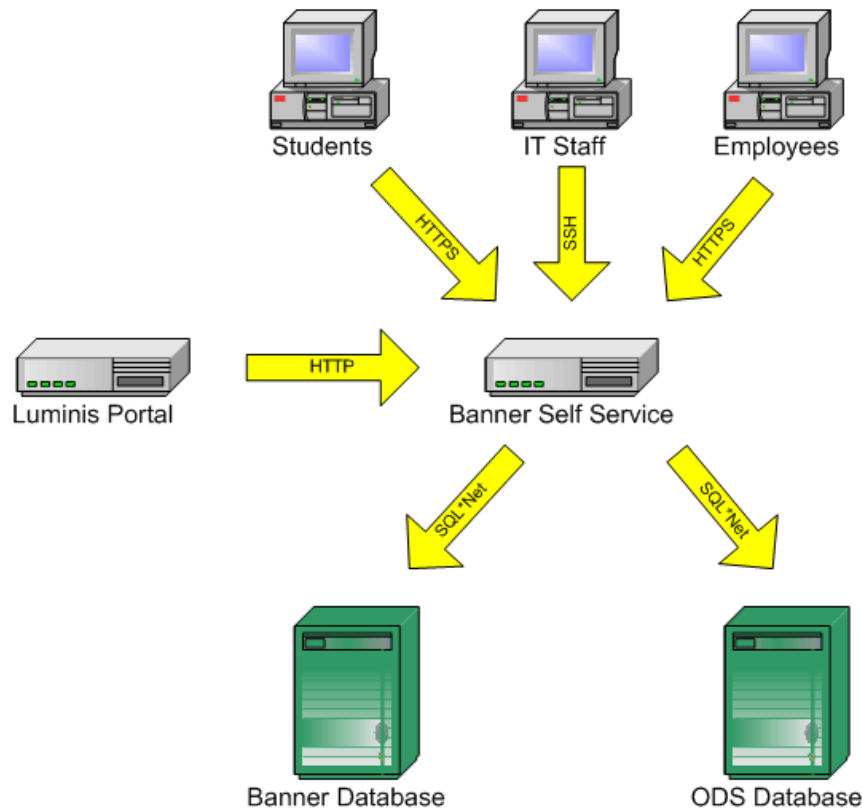 Students
IT Staff
Employees
HTTPS
SSH
HTTPS
HTTP
Luminis Portal
Banner Self Service
SQL*Net
SQL*Net
Banner Database
ODS Database